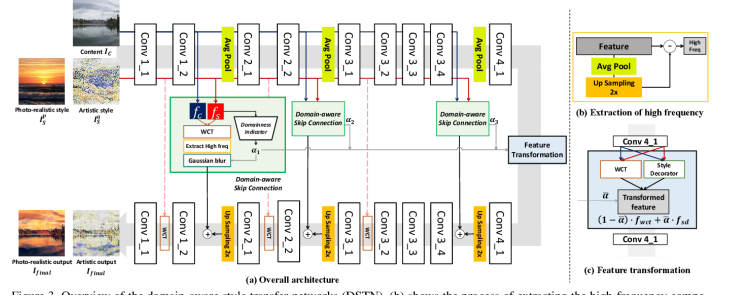 Content I_C
Photo-realistic style
I_S^P
Artistic style
I_S^a
Conv 1_1
Conv 1_2
Avg Pool
Conv 2_1
Conv 2_2
Avg Pool
Conv 3_1
Conv 3_2
Conv 3_3
Conv 3_4
Avg Pool
Conv 4_1
f_c
f_s
WCT
Extract High freq
Gaussian blur
Domainness
Indicator
α_1
Domain-aware
Skip Connection
Domain-aware
Skip Connection
α_2
Domain-aware
Skip Connection
α_3
Feature
Transformation
Conv 1_1
WCT
Conv 1_2
Up Sampling 2x
WCT
Conv 2_1
Conv 2_2
Up Sampling 2x
WCT
Conv 3_1
Conv 3_2
Conv 3_3
Conv 3_4
Up Sampling 2x
Conv 4_1
Photo-realistic output
I_final
Artistic output
I_final
(a) Overall architecture
Feature
Avg Pool
Up Sampling
2x
High
Freq
(b) Extraction of high frequency
Conv 4_1
WCT
Style
Decorator
α̅
Transformed
feature
(1 − α̅) · f_wct + α̅ · f_sd
Conv 4_1
(c) Feature transformation